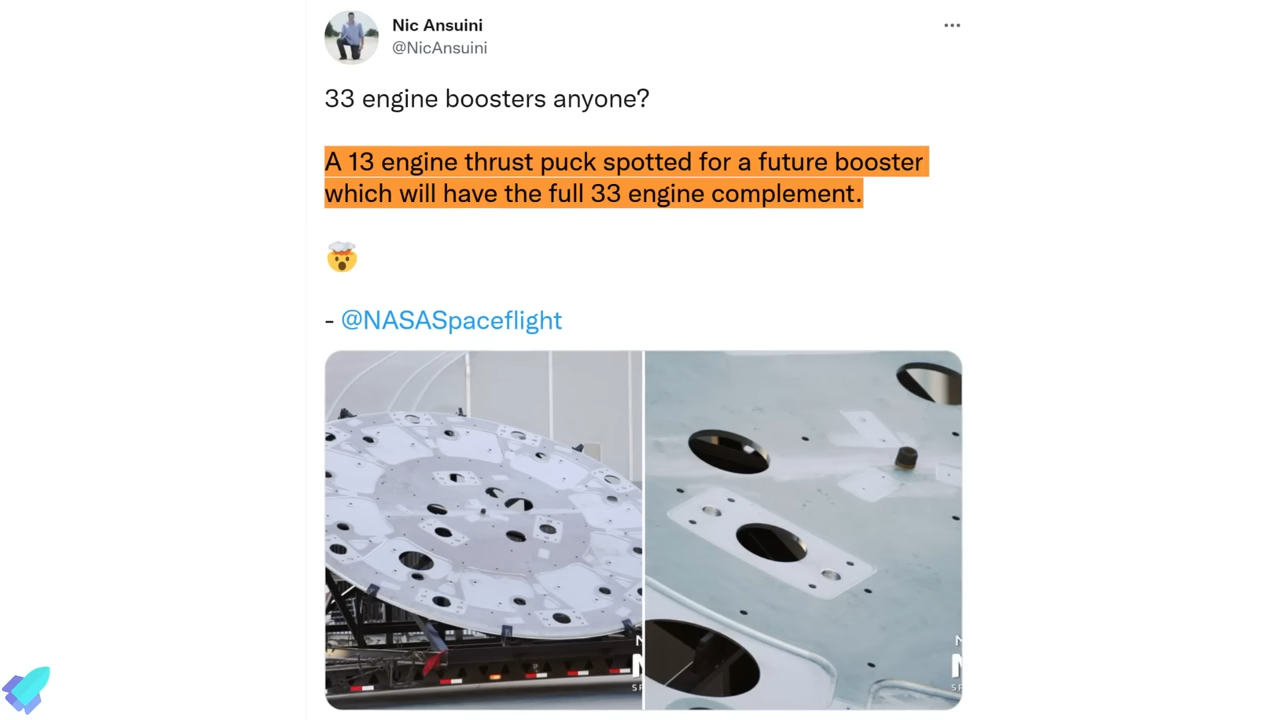 Nic Ansuini
@NicAnsuini
33 engine boosters anyone?
A 13 engine thrust puck spotted for a future booster
which will have the full 33 engine complement.
🤯
- @NASASpaceflight